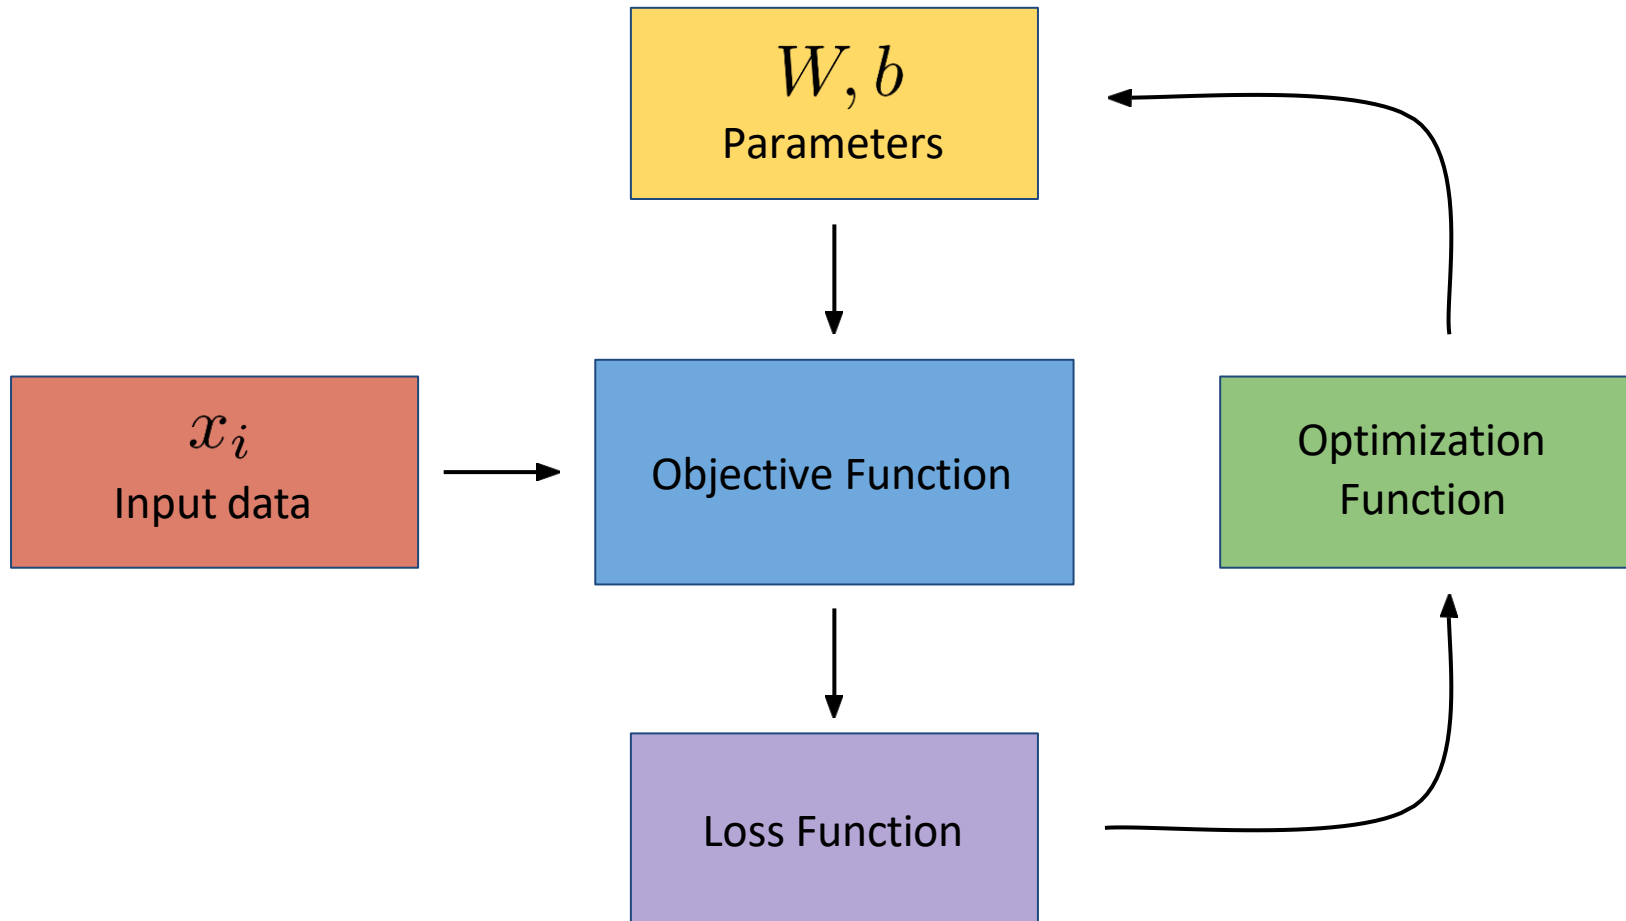 W, b
Parameters
x_i
Input data
Objective Function
Optimization
Function
Loss Function